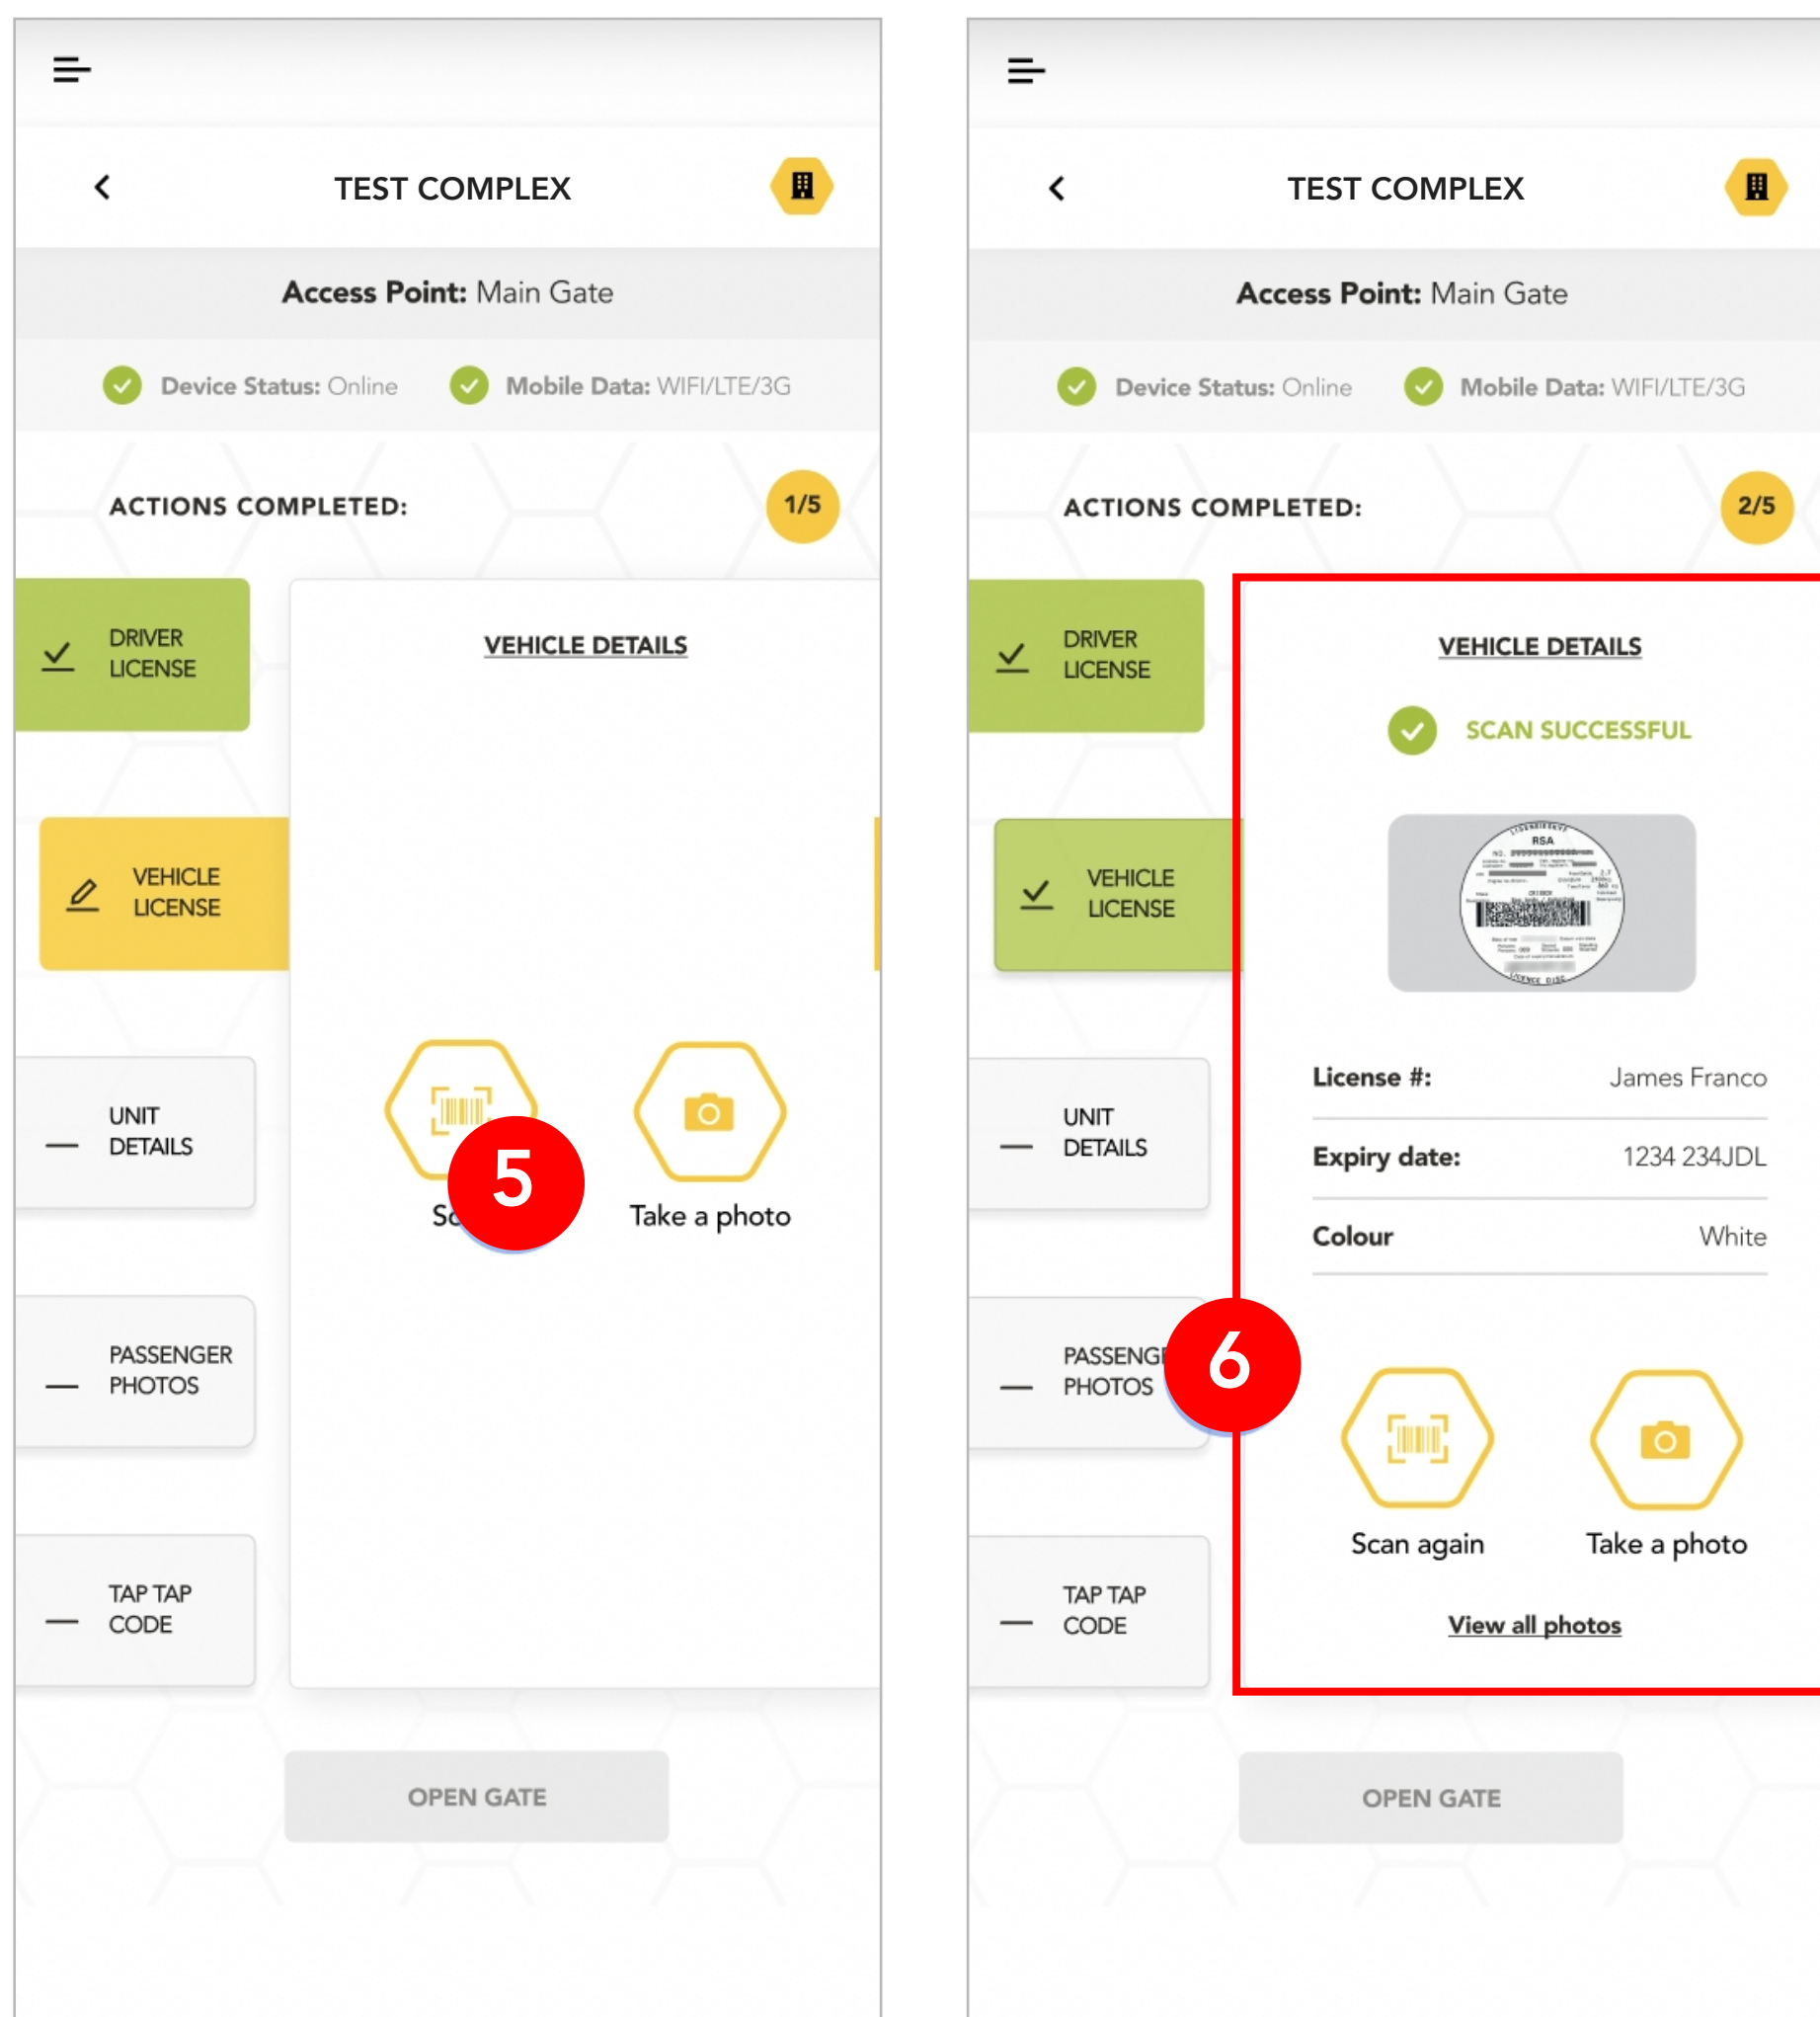 TEST COMPLEX
Access Point: Main Gate
Device Status: Online
Mobile Data: WIFI/LTE/3G
ACTIONS COMPLETED:
1/5
DRIVER
LICENSE
VEHICLE
LICENSE
UNIT
DETAILS
PASSENGER
PHOTOS
TAP TAP
CODE
VEHICLE DETAILS
5
Take a photo
OPEN GATE
TEST COMPLEX
Access Point: Main Gate
Device Status: Online
Mobile Data: WIFI/LTE/3G
ACTIONS COMPLETED:
2/5
DRIVER
LICENSE
VEHICLE
LICENSE
UNIT
DETAILS
PHOTOS
TAP TAP
CODE
6
VEHICLE DETAILS
SCAN SUCCESSFUL
RSA
NO.
LICENCE DISC
License #: James Franco
Expiry date: 1234 234JDL
Colour White
Scan again
Take a photo
View all photos
OPEN GATE